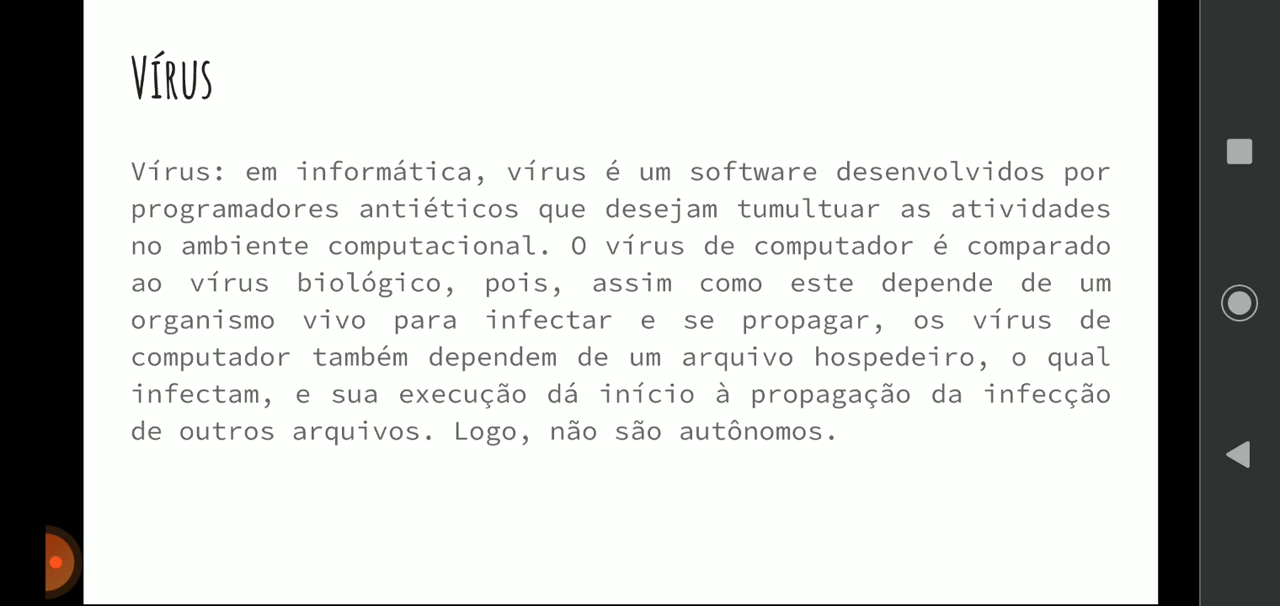 Vírus
Vírus: em informática, vírus é um software desenvolvidos por
programadores antiéticos que desejam tumultuar as atividades
no ambiente computacional. O vírus de computador é comparado
ao vírus biológico, pois, assim como este depende de um
organismo vivo para infectar e se propagar, os vírus de
computador também dependem de um arquivo hospedeiro, o qual
infectam, e sua execução dá início à propagação da infecção
de outros arquivos. Logo, não são autônomos.